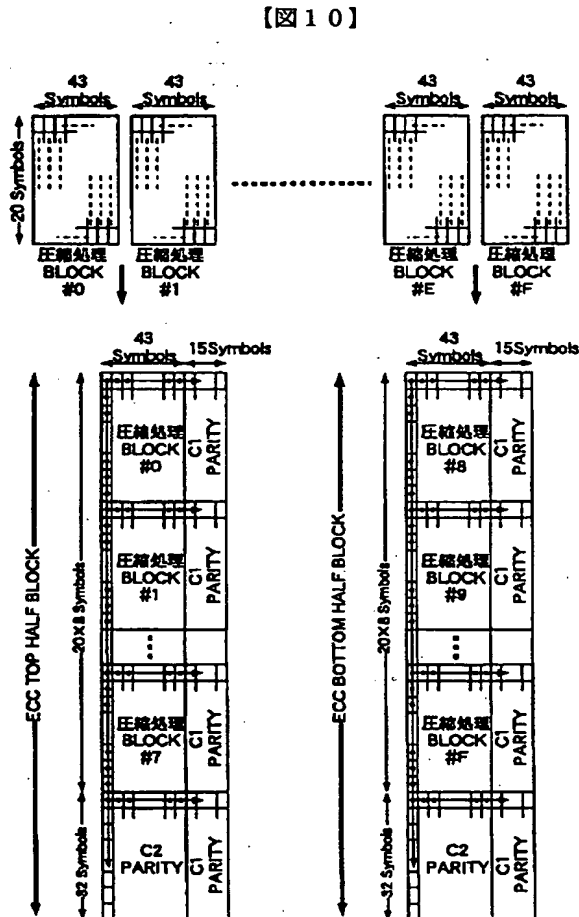 【図１０】
43
Symbols
43
Symbols
43
Symbols
43
Symbols
20 Symbols
圧縮処理
BLOCK
#0
圧縮処理
BLOCK
#1
圧縮処理
BLOCK
#E
圧縮処理
BLOCK
#F
43
Symbols
15Symbols
ECC TOP HALF BLOCK
20X8 Symbols
32 Symbols
圧縮処理
BLOCK
#0
C1
PARITY
圧縮処理
BLOCK
#1
C1
PARITY
圧縮処理
BLOCK
#7
C1
PARITY
C2
PARITY
C1
PARITY
43
Symbols
15Symbols
ECC BOTTOM HALF BLOCK
20X8 Symbols
32 Symbols
圧縮処理
BLOCK
#8
C1
PARITY
圧縮処理
BLOCK
#9
C1
PARITY
圧縮処理
BLOCK
#F
C1
PARITY
C2
PARITY
C1
PARITY